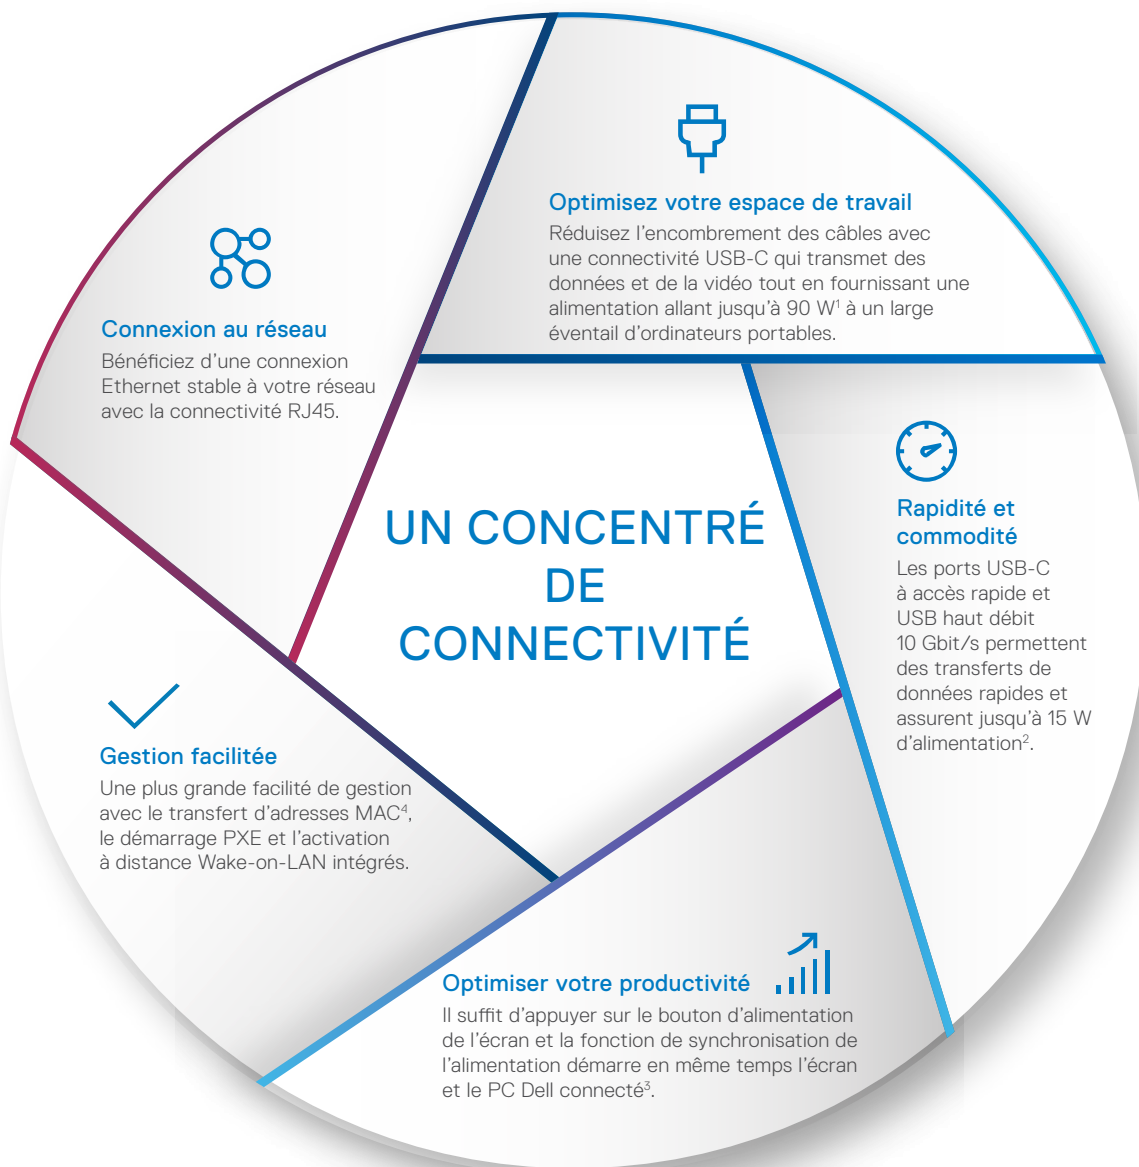 Optimisez votre espace de travail
Réduisez l'encombrement des câbles avec
une connectivité USB-C qui transmet des
données et de la vidéo tout en fournissant une
alimentation allant jusqu'à 90 W¹ à un large
éventail d'ordinateurs portables.
Connexion au réseau
Bénéficiez d'une connexion
Ethernet stable à votre réseau
avec la connectivité RJ45.
UN CONCENTRÉ
DE
CONNECTIVITÉ
Rapidité et
commodité
Les ports USB-C
à accès rapide et
USB haut débit
10 Gbit/s permettent
des transferts de
données rapides et
assurent jusqu'à 15 W
d'alimentation².
Gestion facilitée
Une plus grande facilité de gestion
avec le transfert d'adresses MAC⁴,
le démarrage PXE et l'activation
à distance Wake-on-LAN intégrés.
Optimiser votre productivité
Il suffit d'appuyer sur le bouton d'alimentation
de l'écran et la fonction de synchronisation de
l'alimentation démarre en même temps l'écran
et le PC Dell connecté³.